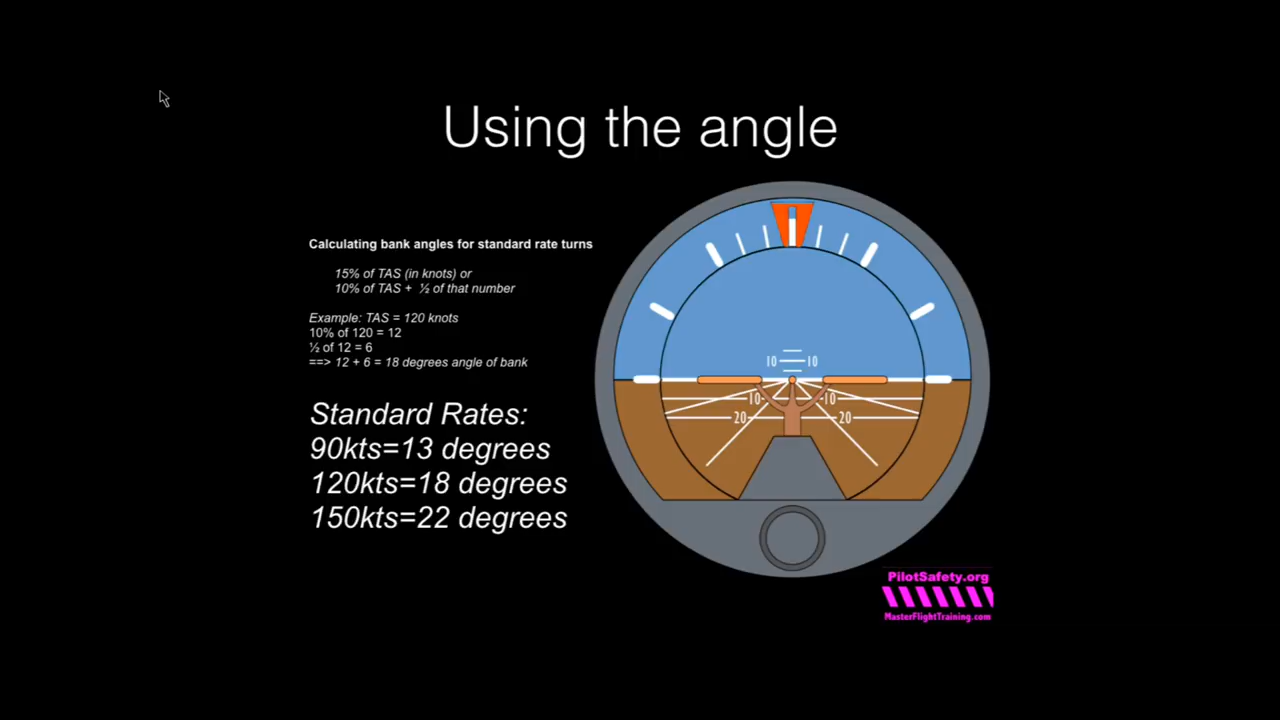 Using the angle
Calculating bank angles for standard rate turns
15% of TAS (in knots) or
10% of TAS + ½ of that number
Example: TAS = 120 knots
10% of 120 = 12
½ of 12 = 6
==> 12 + 6 = 18 degrees angle of bank
Standard Rates:
90kts=13 degrees
120kts=18 degrees
150kts=22 degrees
10 10
10 10
20 20
PilotSafety.org
MasterFlightTraining.com